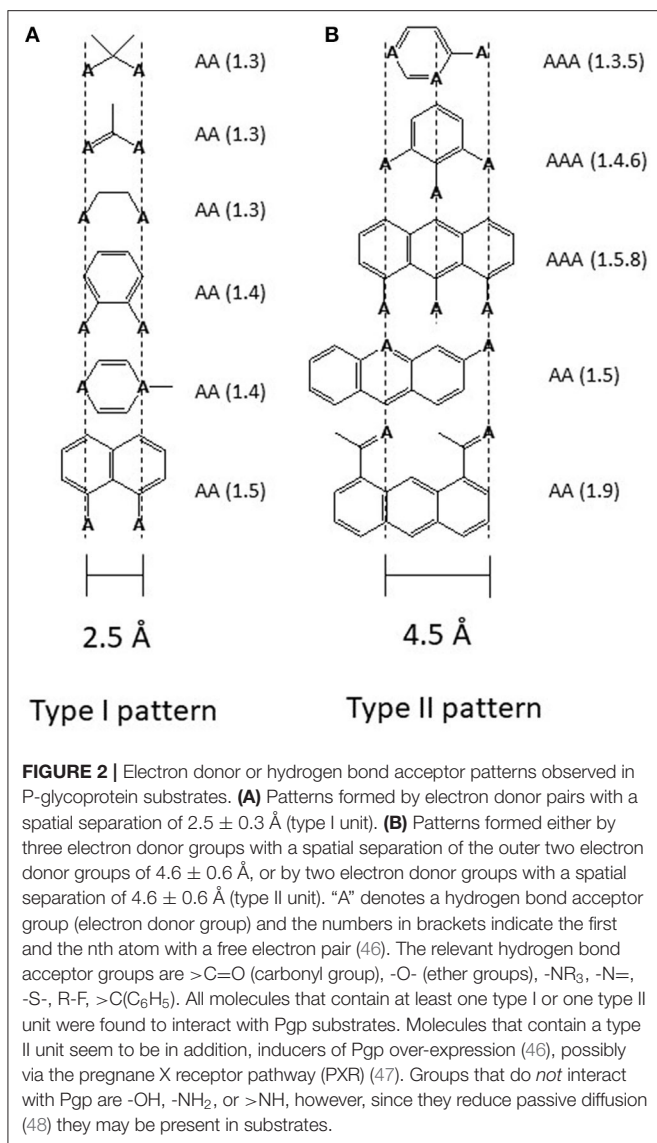 A
B
A A AA (1.3)
A A AAA (1.3.5)
A A AA (1.3)
A A A AAA (1.4.6)
A A AA (1.3)
A A AA (1.4)
A A A AAA (1.5.8)
A A AA (1.4)
A A AA (1.5)
A A AA (1.5)
A A AA (1.9)
2.5 Å
4.5 Å
Type I pattern
Type II pattern
FIGURE 2 | Electron donor or hydrogen bond acceptor patterns observed in
P-glycoprotein substrates. (A) Patterns formed by electron donor pairs with a
spatial separation of 2.5 ± 0.3 Å (type I unit). (B) Patterns formed either by
three electron donor groups with a spatial separation of the outer two electron
donor groups of 4.6 ± 0.6 Å, or by two electron donor groups with a spatial
separation of 4.6 ± 0.6 Å (type II unit). “A” denotes a hydrogen bond acceptor
group (electron donor group) and the numbers in brackets indicate the first
and the nth atom with a free electron pair (46). The relevant hydrogen bond
acceptor groups are >C=O (carbonyl group), -O- (ether groups), -NR₃, -N=,
-S-, R-F, >C(C₆H₅). All molecules that contain at least one type I or one type II
unit were found to interact with Pgp substrates. Molecules that contain a type
II unit seem to be in addition, inducers of Pgp over-expression (46), possibly
via the pregnane X receptor pathway (PXR) (47). Groups that do not interact
with Pgp are -OH, -NH₂, or >NH, however, since they reduce passive diffusion
(48) they may be present in substrates.